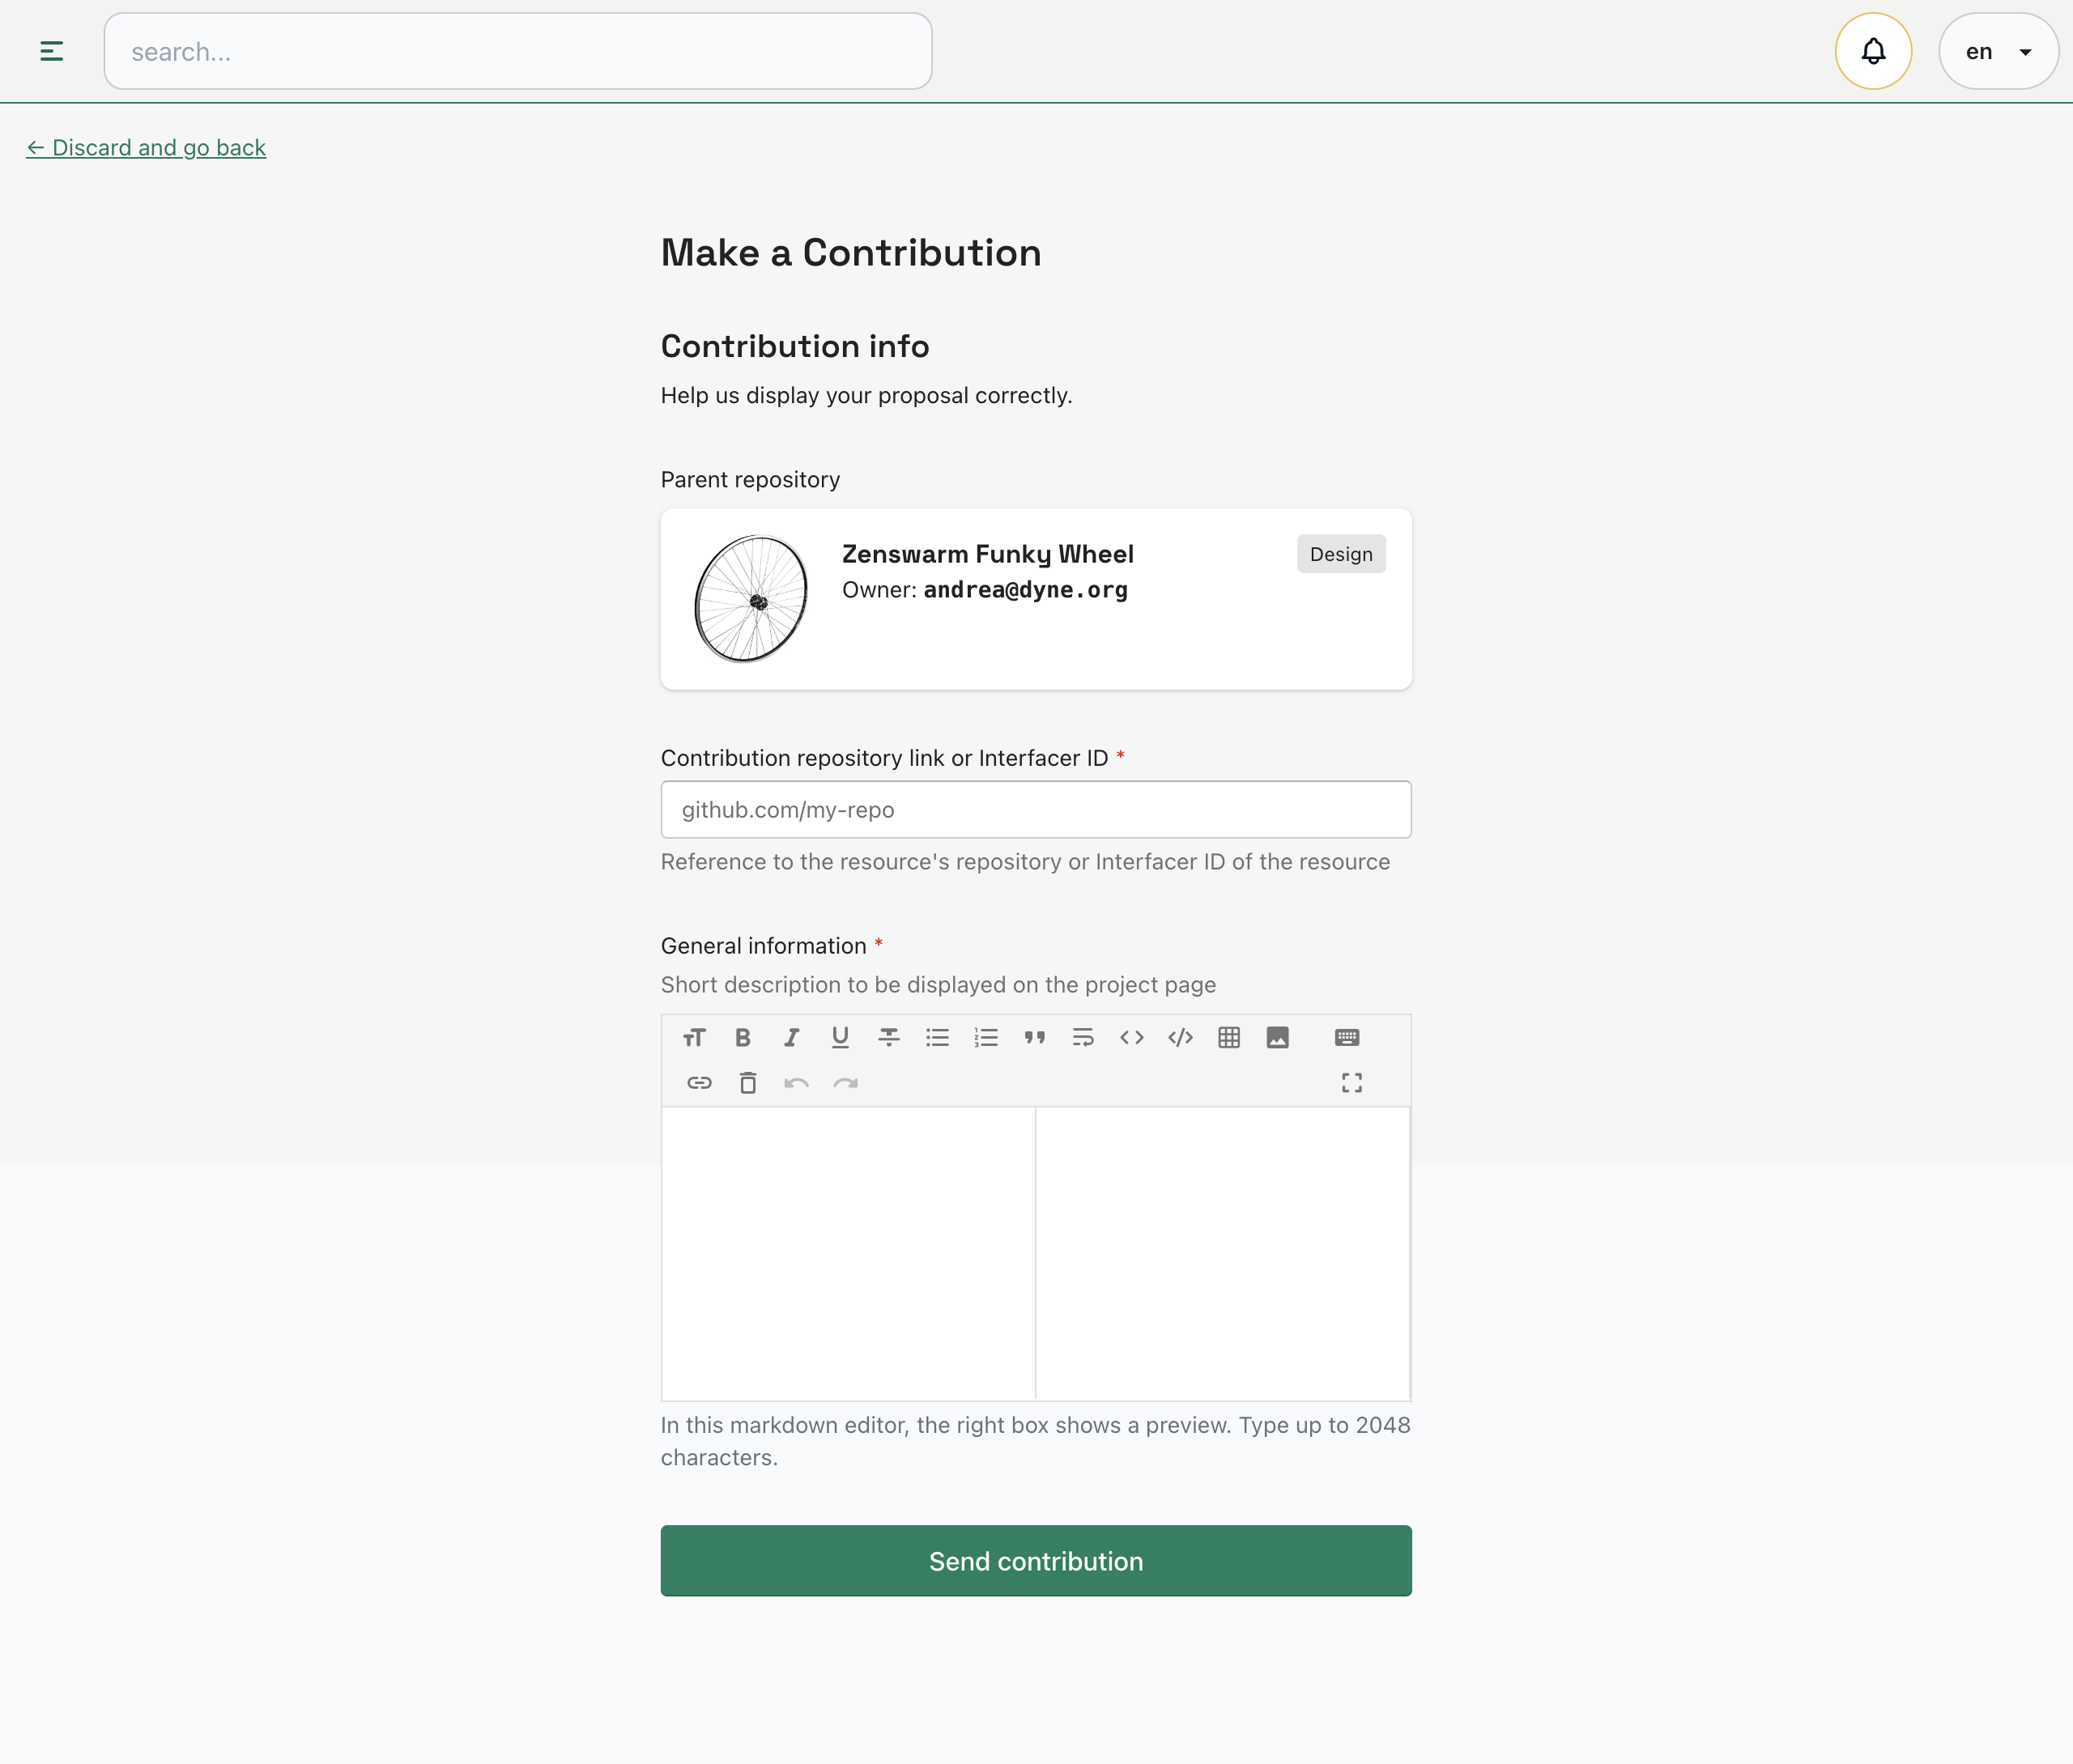 search...
en
← Discard and go back
Make a Contribution
Contribution info
Help us display your proposal correctly.
Parent repository
Zenswarm Funky Wheel
Design
Owner: andrea@dyne.org
Contribution repository link or Interfacer ID *
github.com/my-repo
Reference to the resource's repository or Interfacer ID of the resource
General information *
Short description to be displayed on the project page
In this markdown editor, the right box shows a preview. Type up to 2048
characters.
Send contribution